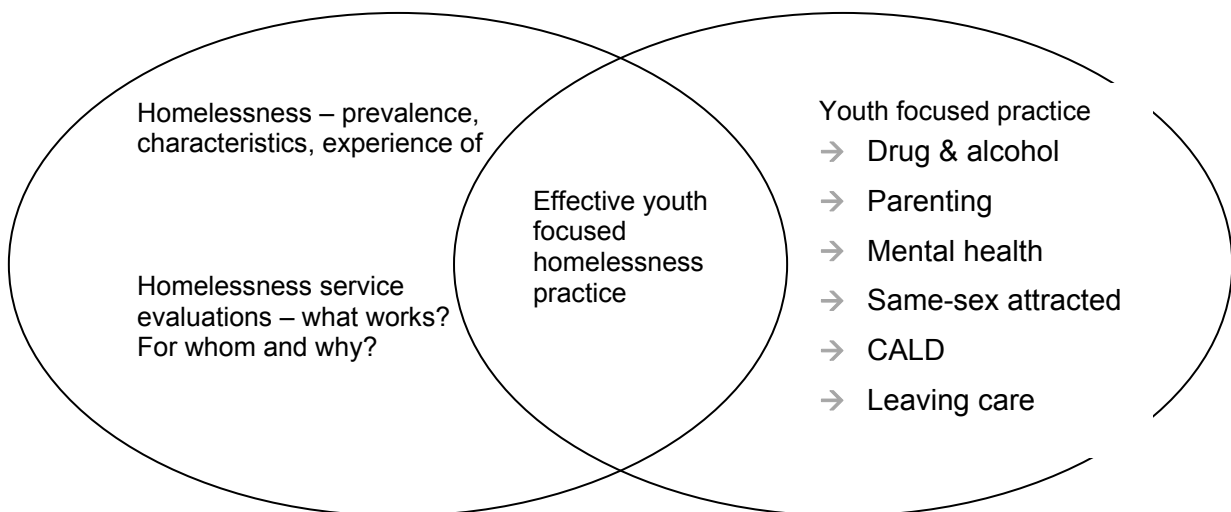 Homelessness – prevalence,
characteristics, experience of
Homelessness service
evaluations – what works?
For whom and why?
Effective youth
focused
homelessness
practice
Youth focused practice
→ Drug & alcohol
→ Parenting
→ Mental health
→ Same-sex attracted
→ CALD
→ Leaving care